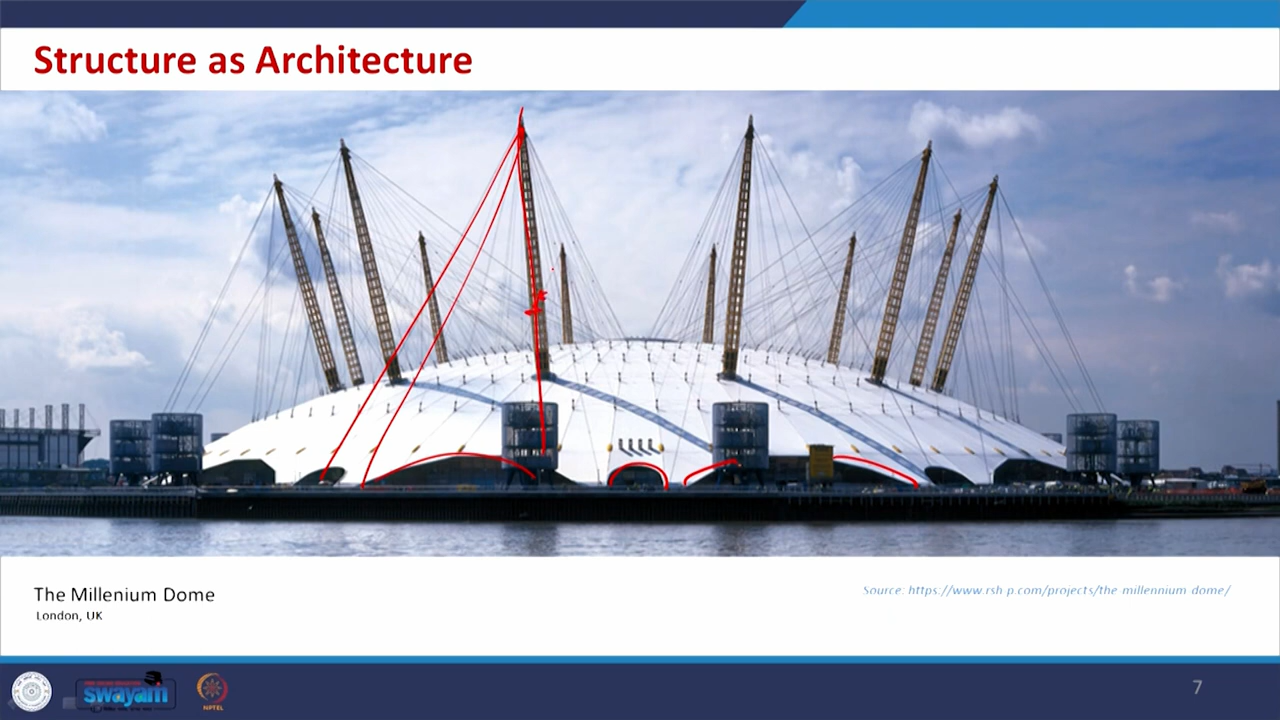 Structure as Architecture
The Millenium Dome
London, UK
Source: https://www.rsh p.com/projects/the millennium dome/
swayam
NPTEL
7